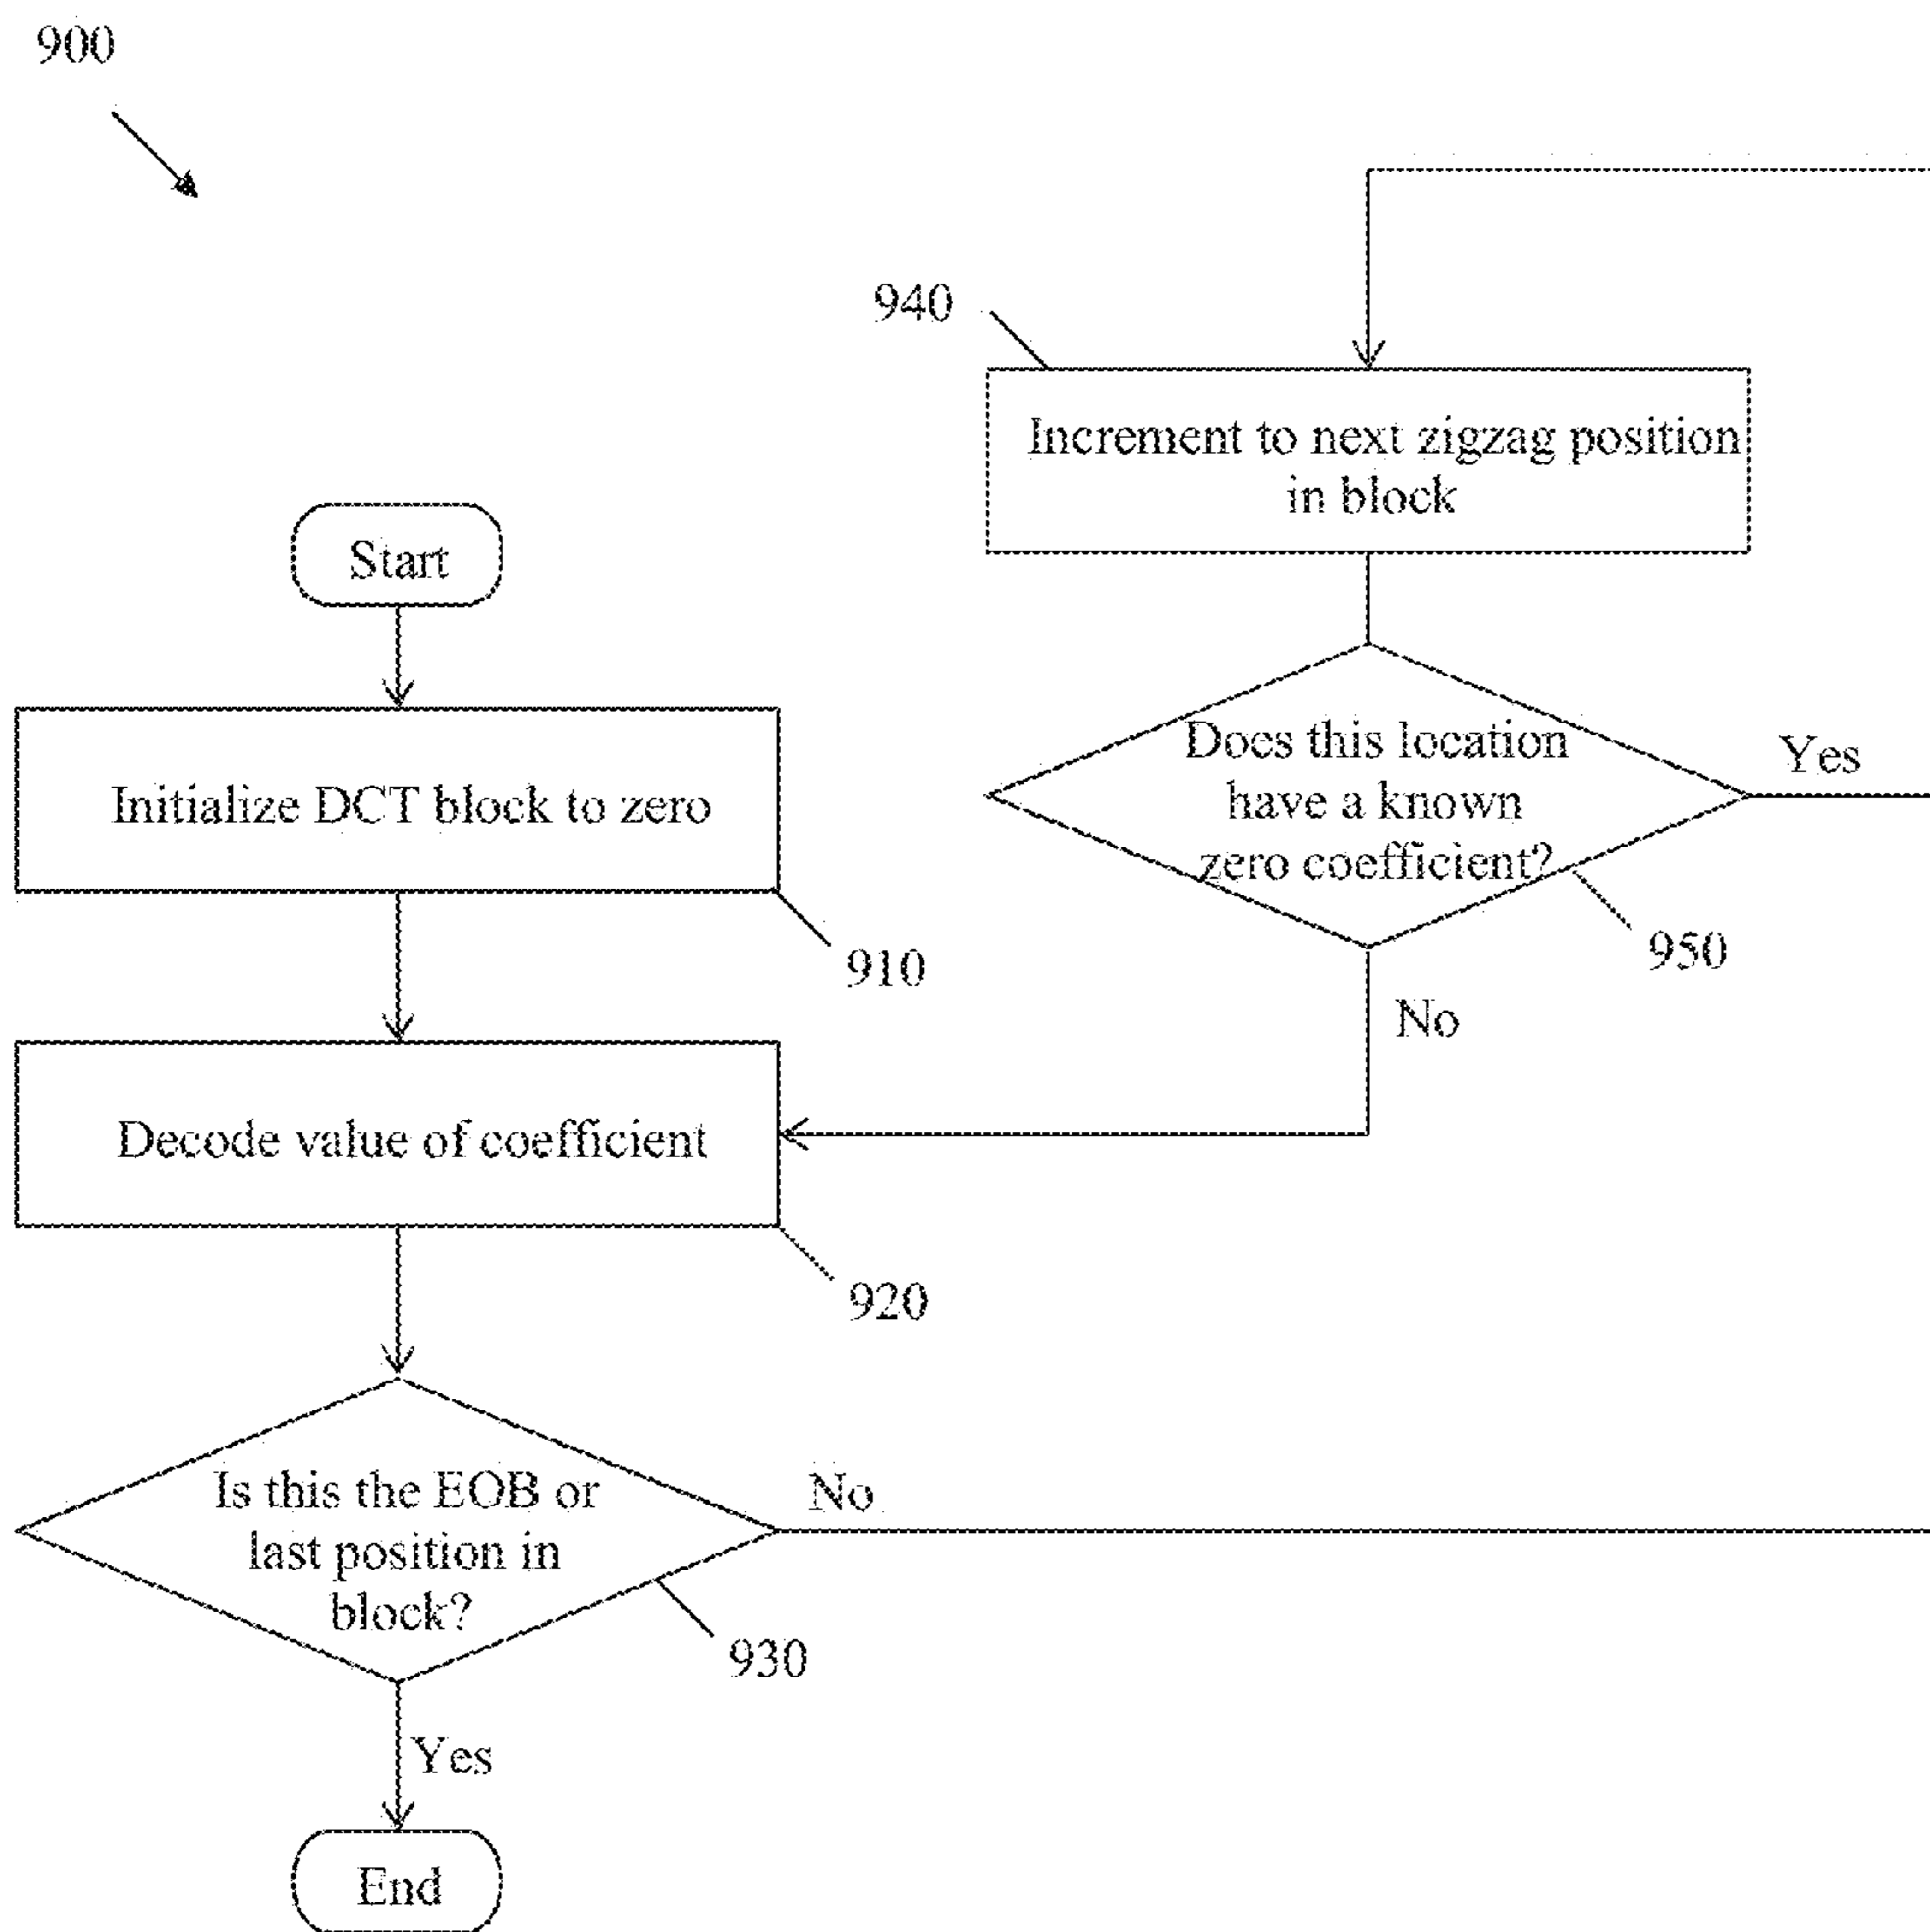 900
940
Increment to next zigzag position
in block
Start
Does this location
have a known
zero coefficient?
Yes
Initialize DCT block to zero
950
910
No
Decode value of coefficient
920
Is this the EOB or
last position in
block?
No
930
Yes
End